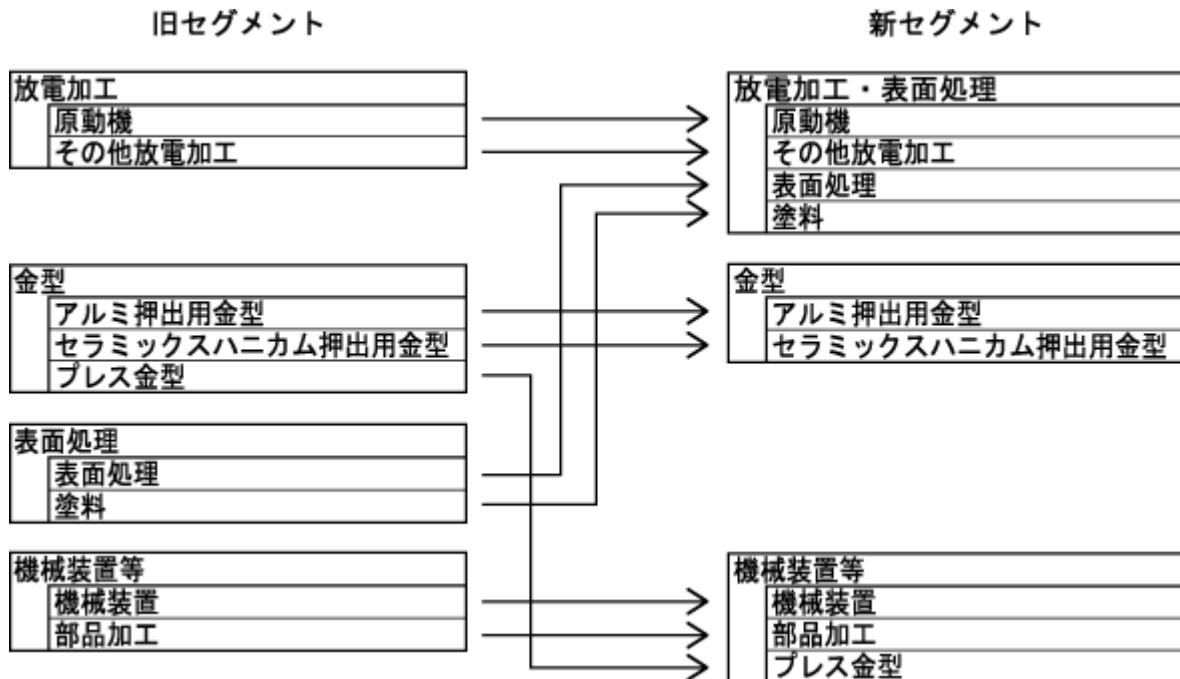 旧セグメント
新セグメント
放電加工
原動機
その他放電加工
金型
アルミ押出用金型
セラミックスハニカム押出用金型
プレス金型
表面処理
表面処理
塗料
機械装置等
機械装置
部品加工
放電加工・表面処理
原動機
その他放電加工
表面処理
塗料
金型
アルミ押出用金型
セラミックスハニカム押出用金型
機械装置等
機械装置
部品加工
プレス金型